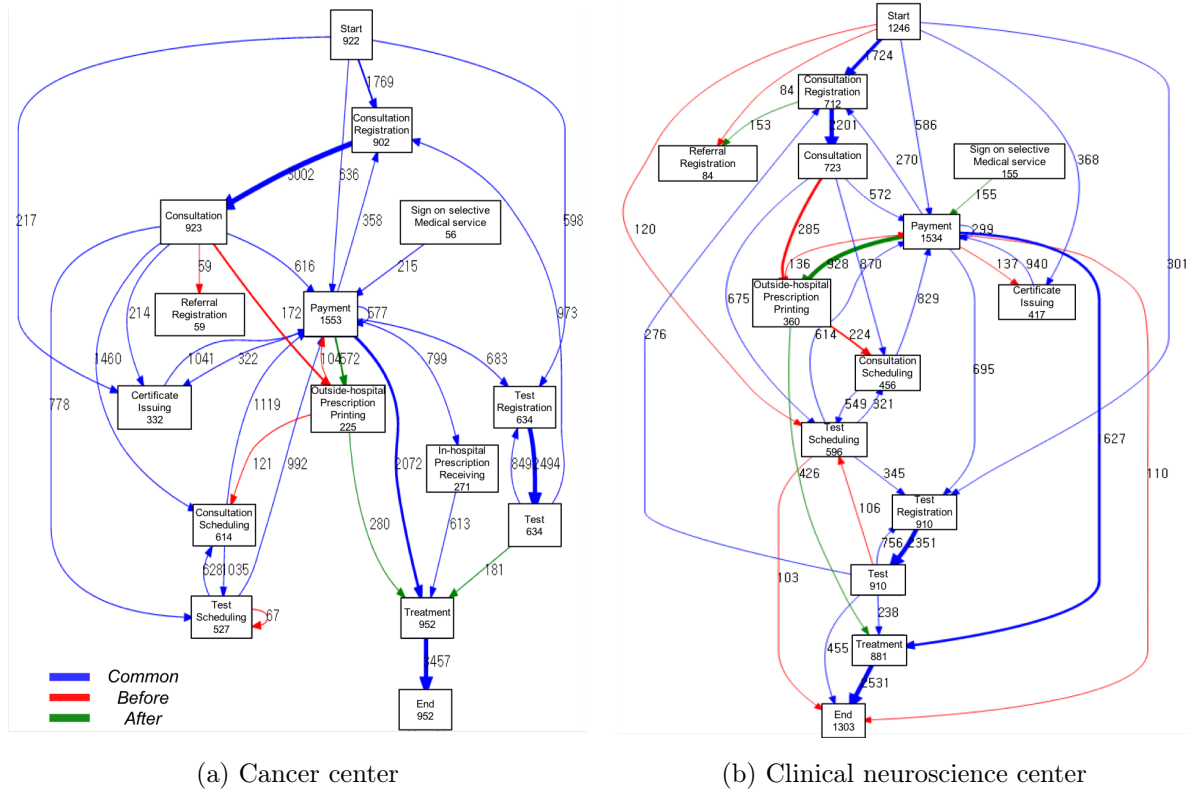 Start
922
1769
Consultation
Registration
902
3002
636
358
217
598
Consultation
923
Sign on selective
Medical service
56
59
616
215
Referral
Registration
59
214
172
Payment
1553
577
973
1460
1041
322
104
572
799
683
778
Certificate
Issuing
332
Outside-hospital
Prescription
Printing
225
Test
Registration
634
1119
121
992
2072
In-hospital
Prescription
Receiving
271
849
2494
Consultation
Scheduling
614
280
613
Test
634
628
1035
181
Test
Scheduling
527
67
Treatment
952
3457
End
952
Common
Before
After
(a) Cancer center
Start
1246
1724
84
Consultation
Registration
712
153
2201
586
Referral
Registration
84
Consultation
723
270
Sign on selective
Medical service
155
368
572
155
120
285
Payment
1534
299
301
136
928
870
137
940
Outside-hospital
Prescription
Printing
360
Certificate
Issuing
417
675
829
276
614
224
Consultation
Scheduling
456
695
549
321
Test
Scheduling
596
627
426
345
110
Test
Registration
910
106
756
2351
103
Test
910
238
455
Treatment
881
2531
End
1303
(b) Clinical neuroscience center